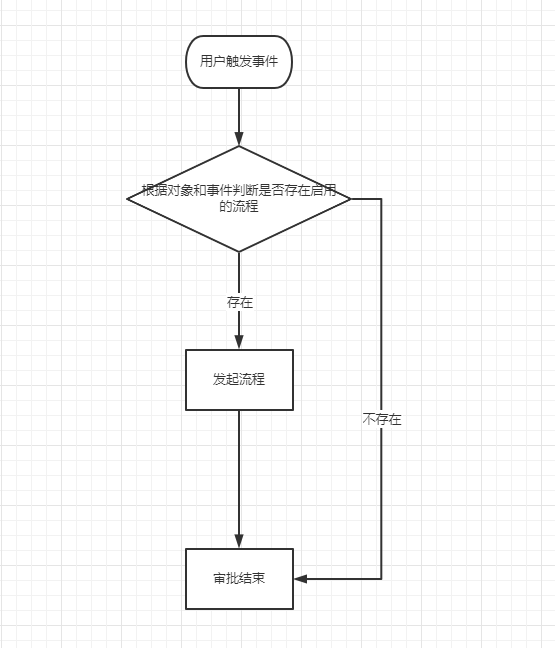 用户触发事件
根据对象和事件判断是否存在启用
的流程
存在
发起流程
不存在
审批结束